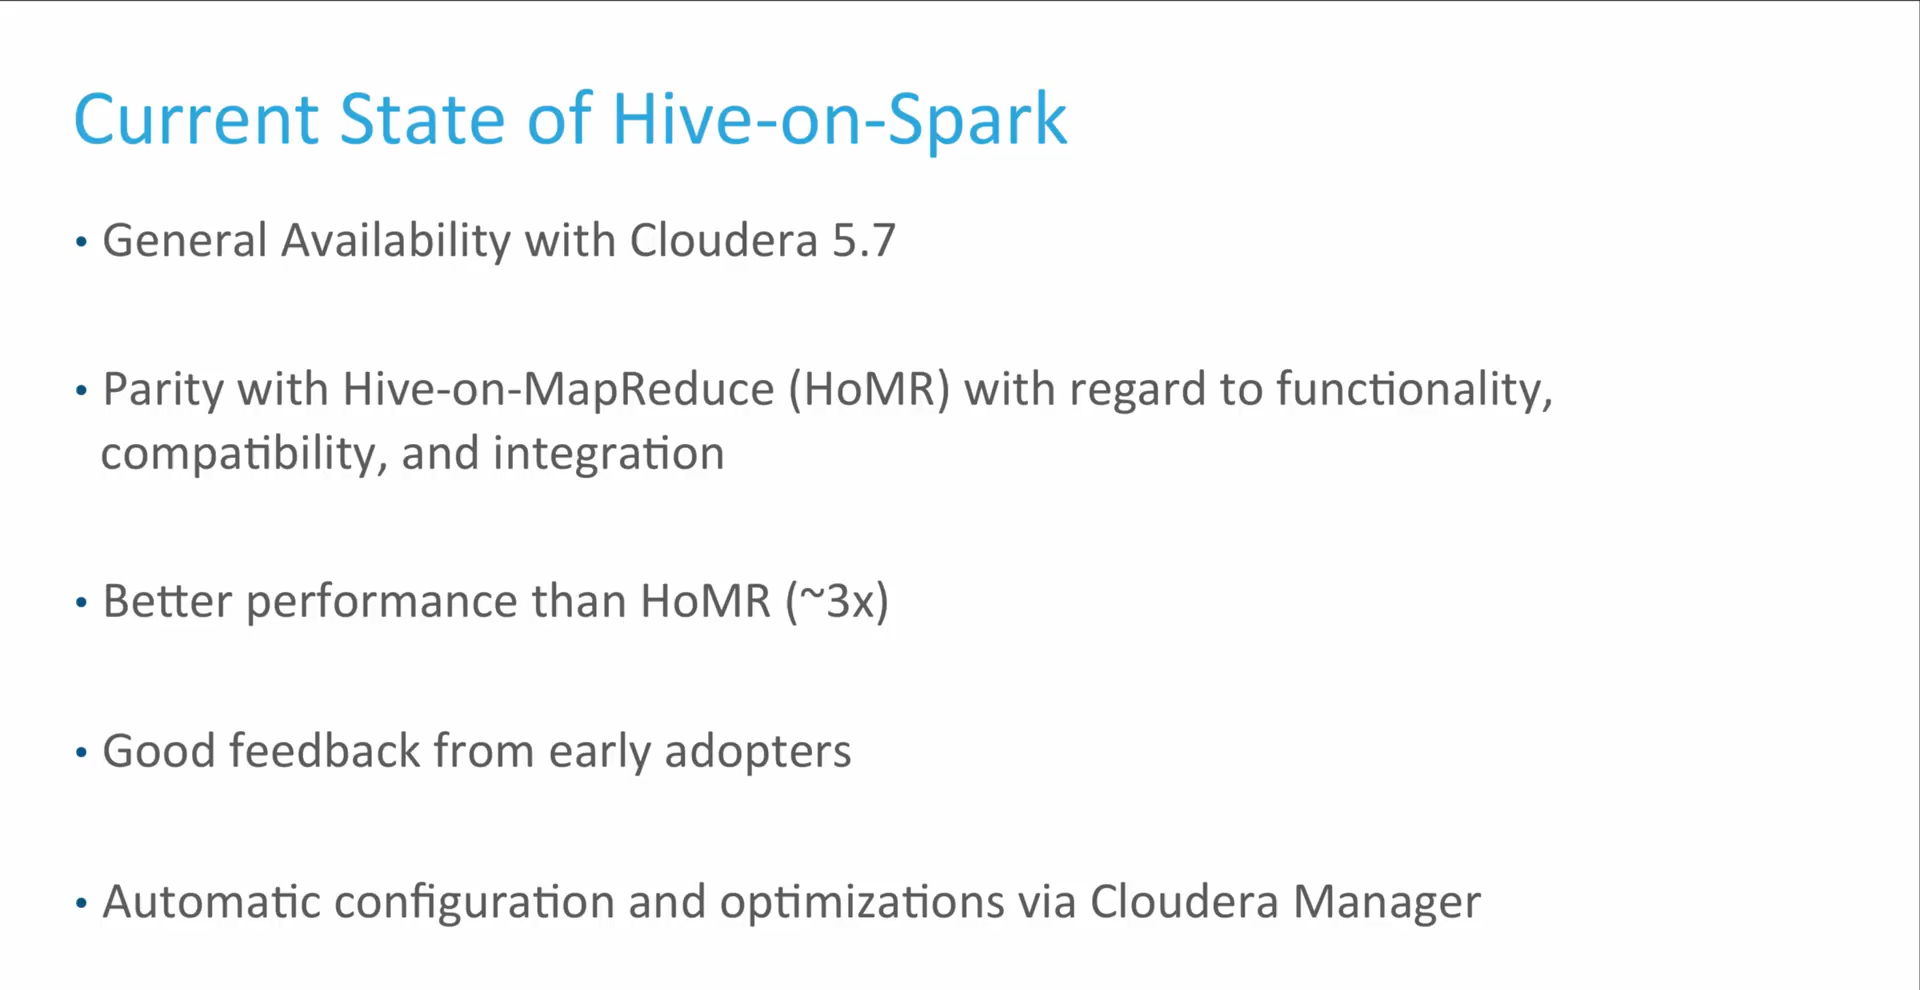 Current State of Hive-on-Spark
• General Availability with Cloudera 5.7
• Parity with Hive-on-MapReduce (HoMR) with regard to functionality,
compatibility, and integration
• Better performance than HoMR (~3x)
• Good feedback from early adopters
• Automatic configuration and optimizations via Cloudera Manager